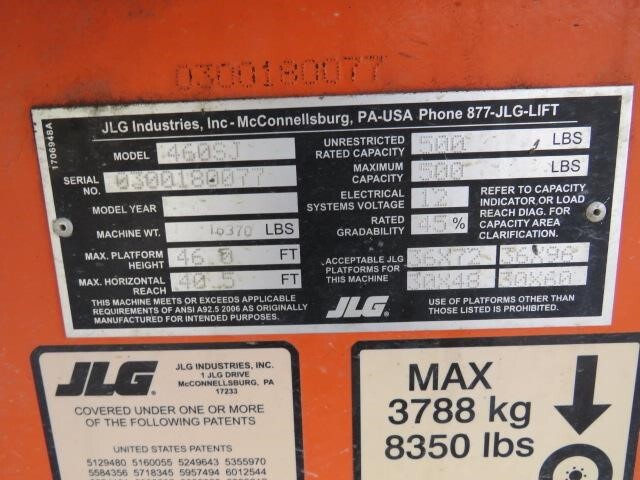 0300180077
1706948A
JLG Industries, Inc - McConnellsburg, PA-USA Phone 877-JLG-LIFT
MODEL 460SJ
SERIAL NO. 0300180077
MODEL YEAR
MACHINE WT. 16370 LBS
MAX. PLATFORM HEIGHT 46.0 FT
MAX. HORIZONTAL REACH 40.5 FT
THIS MACHINE MEETS OR EXCEEDS APPLICABLE
REQUIREMENTS OF ANSI A92.5 2006 AS ORIGINALLY
MANUFACTURED FOR INTENDED PURPOSES.
UNRESTRICTED RATED CAPACITY 500 LBS
MAXIMUM CAPACITY 500 LBS
ELECTRICAL SYSTEMS VOLTAGE 12
RATED GRADABILITY 45 %
REFER TO CAPACITY
INDICATOR OR LOAD
REACH DIAG. FOR
CAPACITY AREA
CLARIFICATION.
ACCEPTABLE JLG
PLATFORMS FOR
THIS MACHINE
36X72 36X96
30X48 30X60
JLG®
USE OF PLATFORMS OTHER THAN
THOSE LISTED IS PROHIBITED.
JLG®
JLG INDUSTRIES, INC.
1 JLG DRIVE
McCONNELLSBURG, PA
17233
COVERED UNDER ONE OR MORE
OF THE FOLLOWING PATENTS
UNITED STATES PATENTS
5129480 5160055 5249643 5355970
5584356 5718345 5957494 6012544
MAX
3788 kg
8350 lbs